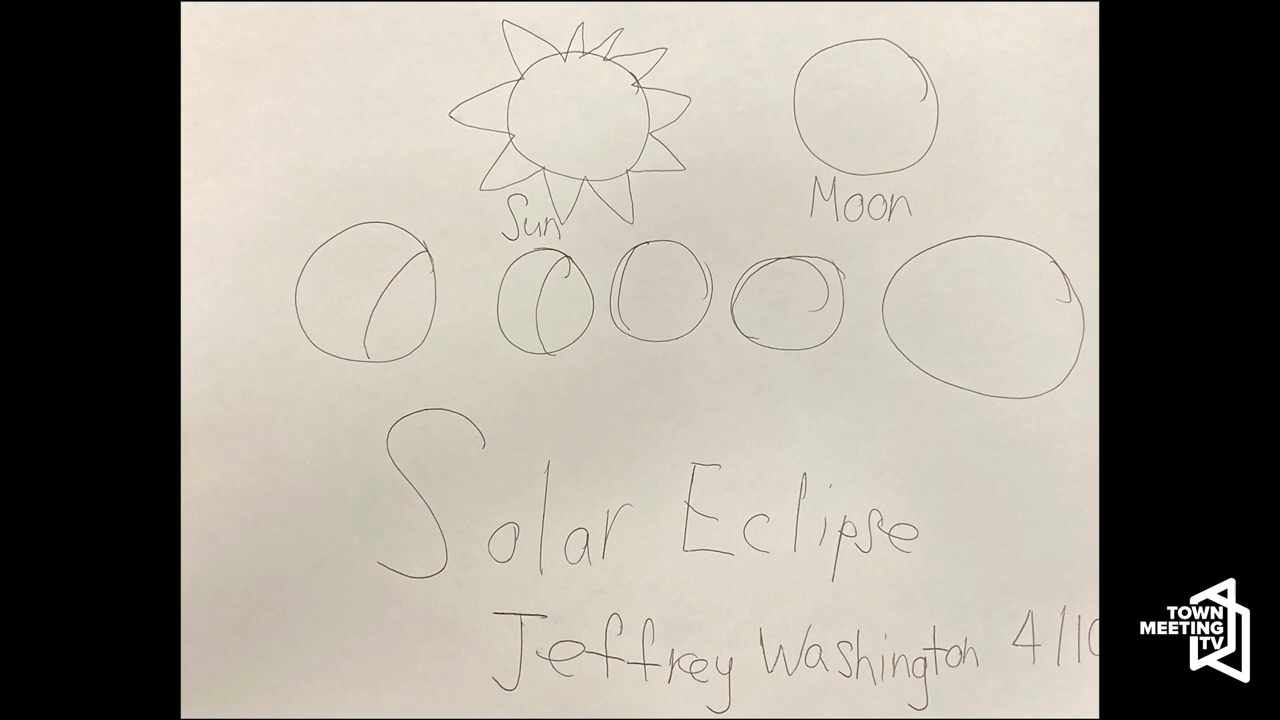 Sun
Moon
Solar Eclipse
Jeffrey Washington 4/10
TOWN
MEETING
TV